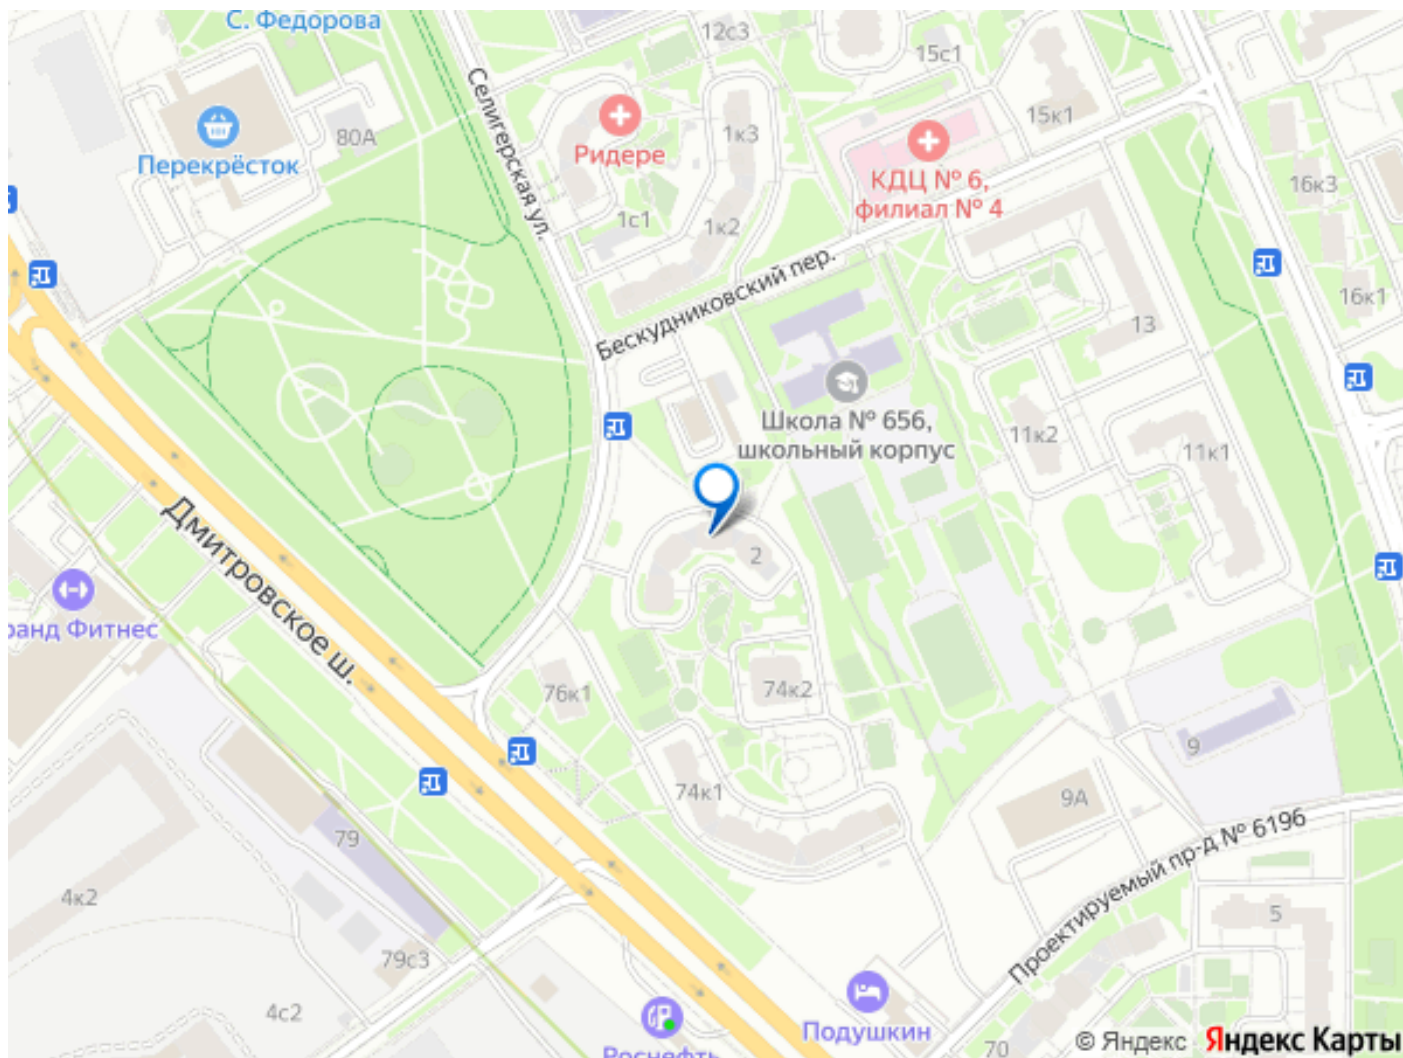 С. Федорова
12с3
15с1
Селигерская ул.
80А
Перекрёсток
Ридере
1к3
15к1
КДЦ № 6,
филиал № 4
16к3
1с1
1к2
Бескудниковский пер.
16к1
13
Школа № 656,
школьный корпус
11к2
11к1
Дмитровское ш.
2
ранд Фитнес
76к1
74к2
9
74к1
9А
79
Проектируемый пр-д № 6196
4к2
5
79с3
4с2
Подушкин
Роснефть
70
© Яндекс Яндекс Карты